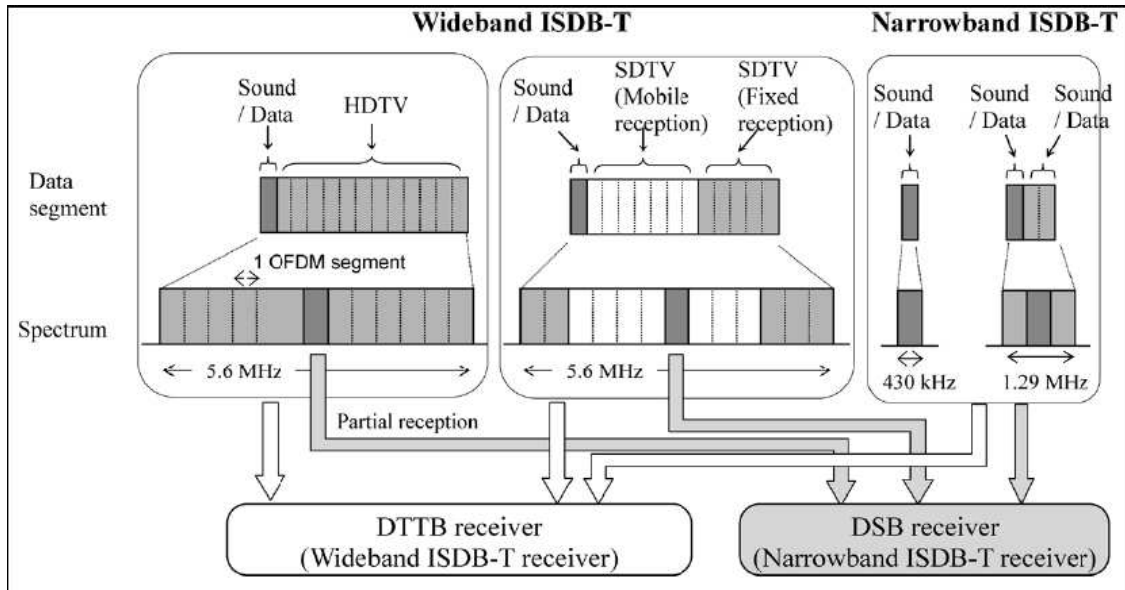 Wideband ISDB-T
Narrowband ISDB-T
Sound
/ Data
HDTV
Sound
/ Data
SDTV
(Mobile
reception)
SDTV
(Fixed
reception)
Sound
/ Data
Sound
/ Data
Sound
/ Data
Data
segment
1 OFDM segment
Spectrum
5.6 MHz
5.6 MHz
430 kHz
1.29 MHz
Partial reception
DTTB receiver
(Wideband ISDB-T receiver)
DSB receiver
(Narrowband ISDB-T receiver)